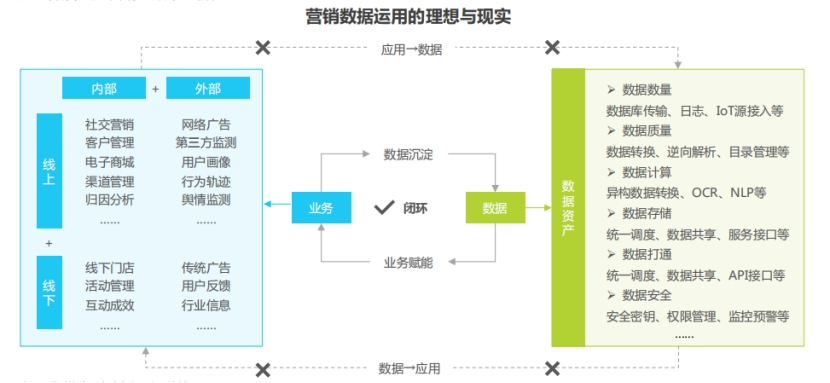 营销数据运用的理想与现实
应用→数据
内部 + 外部
线上
社交营销 网络广告
客户管理 第三方监测
电子商城 用户画像
渠道管理 行为轨迹
归因分析 舆情监测
...... ......
+
线下
线下门店 传统广告
活动管理 用户反馈
互动成效 行业信息
...... ......
数据沉淀
业务 闭环 数据
业务赋能
数据资产
➢ 数据数量
数据库传输、日志、IoT源接入等
➢ 数据质量
数据转换、逆向解析、目录管理等
➢ 数据计算
异构数据转换、OCR、NLP等
➢ 数据存储
统一调度、数据共享、服务接口等
➢ 数据打通
统一调度、数据共享、API接口等
➢ 数据安全
安全密钥、权限管理、监控预警等
......
数据→应用